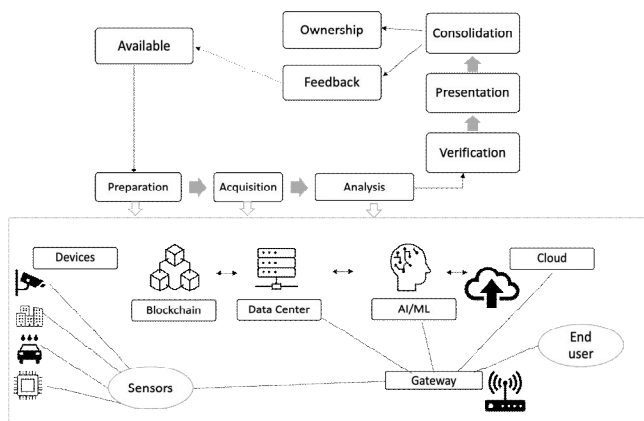 Ownership
Consolidation
Available
Feedback
Presentation
Verification
Preparation
Acquisition
Analysis
Devices
Cloud
Blockchain
Data Center
AI/ML
End
user
Sensors
Gateway